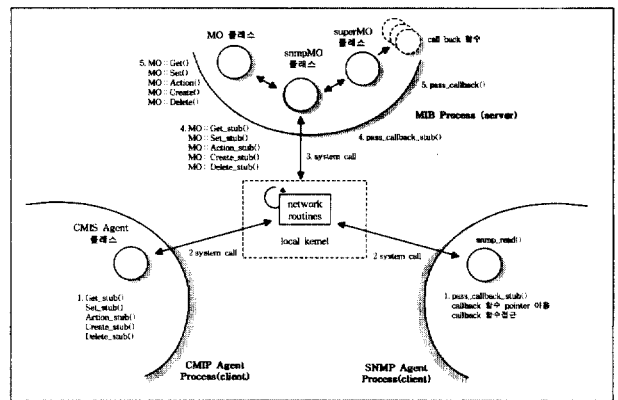 MO 클래스
snmpMO
클래스
superMO
클래스
call back 함수
5. MO::Get()
MO::Set()
MO::Action()
MO::Create()
MO::Delete()
5. pass_callback()
MIB Process (server)
4. MO::Get_stub()
MO::Set_stub()
MO::Action_stub()
MO::Create_stub()
MO::Delete_stub()
4. pass_callback_stub()
3. system call
network
routines
local kernel
CMIS Agent
클래스
2 system call
2 system call
snmp_read()
1. Get_stub()
Set_stub()
Action_stub()
Create_stub()
Delete_stub()
1. pass_callback_stub()
callback 함수 pointer 이용
callback 함수접근
CMIP Agent
Process(client)
SNMP Agent
Process(client)